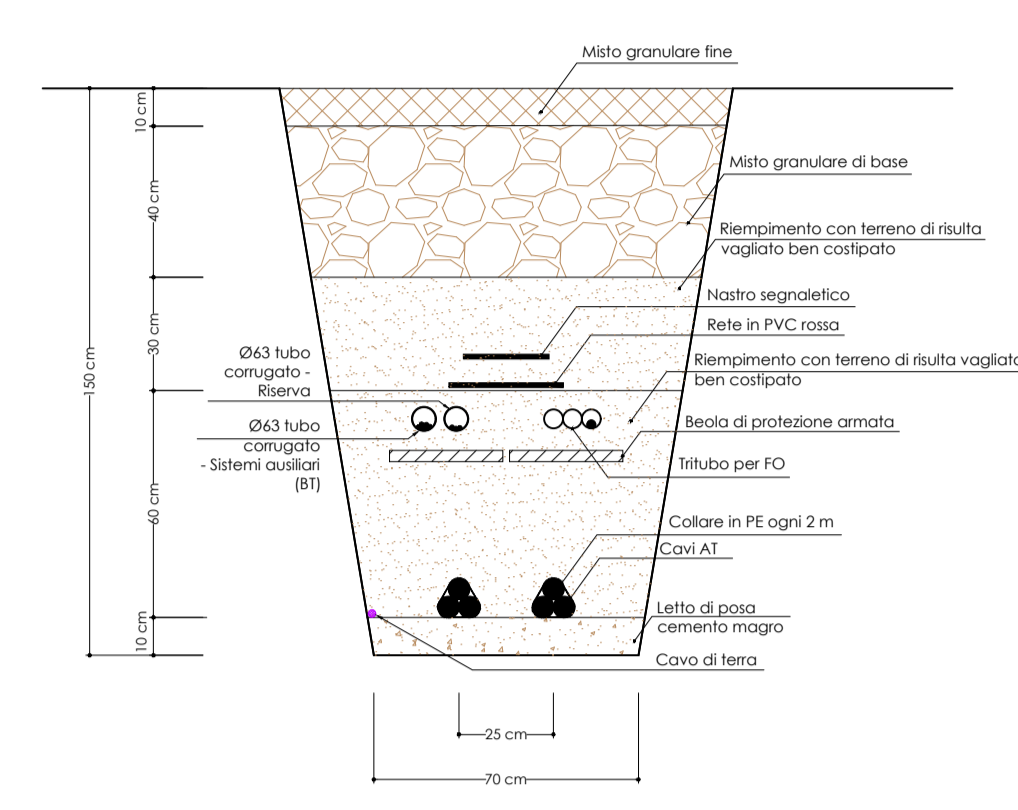 Misto granulare fine
10 cm
Misto granulare di base
40 cm
Riempimento con terreno di risulta
vagliato ben costipato
Nastro segnaletico
Rete in PVC rossa
30 cm
150 cm
Ø63 tubo
corrugato -
Riserva
Riempimento con terreno di risulta vagliato
ben costipato
Ø63 tubo
corrugato
- Sistemi ausiliari
(BT)
Beola di protezione armata
Tritubo per FO
60 cm
Collare in PE ogni 2 m
Cavi AT
Letto di posa
cemento magro
10 cm
Cavo di terra
25 cm
70 cm